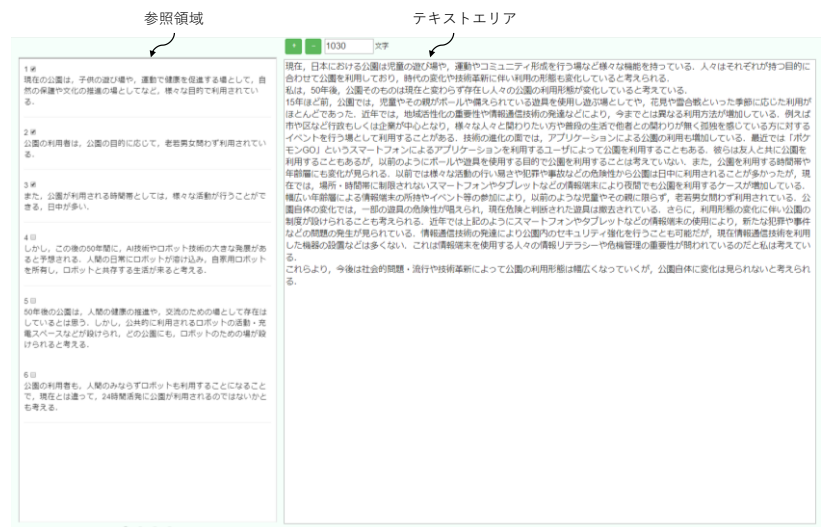 参照領域
テキストエリア
+ - 1030 文字
1
現在の公園は，子供の遊び場や，運動で健康を促進する場として，自
然の保護や文化の推進の場としてなど，様々な目的で利用されてい
る．
2
公園の利用者は，公園の目的に応じて，老若男女問わず利用されてい
る．
3
また，公園が利用される時間帯としては，様々な活動が行うことがで
きる，日中が多い．
4
しかし，この後の50年間に，AI技術やロボット技術の大きな発展があ
ると予想される．人間の日常にロボットが溶け込み，自家用ロボット
を所有し，ロボットと共存する生活が来ると考える．
5
50年後の公園は，人間の健康の推進や，交流のための場として存在は
しているとは思う．しかし，公共的に利用されるロボットの活動・充
電スペースなどが設けられ，どの公園にも，ロボットのための場が設
けられると考える．
6
公園の利用者も，人間のみならずロボットも利用することになること
で，現在とは違って，24時間活発に公園が利用されるのではないかと
も考える．
現在，日本における公園は児童の遊び場や，運動やコミュニティ形成を行う場など様々な機能を持っている．人々はそれぞれが持つ目的に
合わせて公園を利用しており，時代の変化や技術革新に伴い利用の形態も変化していると考えられる．
私は，50年後，公園そのものは現在と変わらず存在し人々の公園の利用形態が変化していると考えている．
15年ほど前，公園では，児童やその親がボールや備えられている遊具を使用し遊ぶ場としてや，花見や雪合戦といった季節に応じた利用が
ほとんどであった．近年では，地域活性化の重要性や情報通信技術の発達などにより，今までとは異なる利用方法が増加している．例えば
市や区など行政もしくは企業が中心となり，様々な人々と関わりたい方や普段の生活で他者との関わりが無く孤独を感じている方に対する
イベントを行う場として利用することがある．技術の進化の面では，アプリケーションによる公園の利用も増加している．最近では「ポケ
モンGO」というスマートフォンによるアプリケーションを利用するユーザによって公園を利用することもある．彼らは友人と共に公園を
利用することもあるが，以前のようにボールや遊具を使用する目的で公園を利用することは考えていない．また，公園を利用する時間帯や
年齢層にも変化が見られる．以前では様々な活動の行い易さや犯罪や事故などの危険性から公園は日中に利用されることが多かったが，現
在では，場所・時間帯に制限されないスマートフォンやタブレットなどの情報端末により夜間でも公園を利用するケースが増加している．
幅広い年齢層による情報端末の所持やイベント等の参加により，以前のような児童やその親に限らず，老若男女問わず利用されている．公
園自体の変化では，一部の遊具の危険性が唱えられ，現在危険と判断された遊具は撤去されている．さらに，利用形態の変化に伴い公園の
制度が設けられることも考えられる．近年では上記のようにスマートフォンやタブレットなどの情報端末の使用により，新たな犯罪や事件
などの問題の発生が見られている．情報通信技術の発達により公園内のセキュリティ強化を行うことも可能だが，現在情報通信技術を利用
した機器の設置などは多くない．これは情報端末を使用する人々の情報リテラシーや危機管理の重要性が問われているのだと私は考えてい
る．
これらより，今後は社会的問題・流行や技術革新によって公園の利用形態は幅広くなっていくが，公園自体に変化は見られないと考えられ
る．